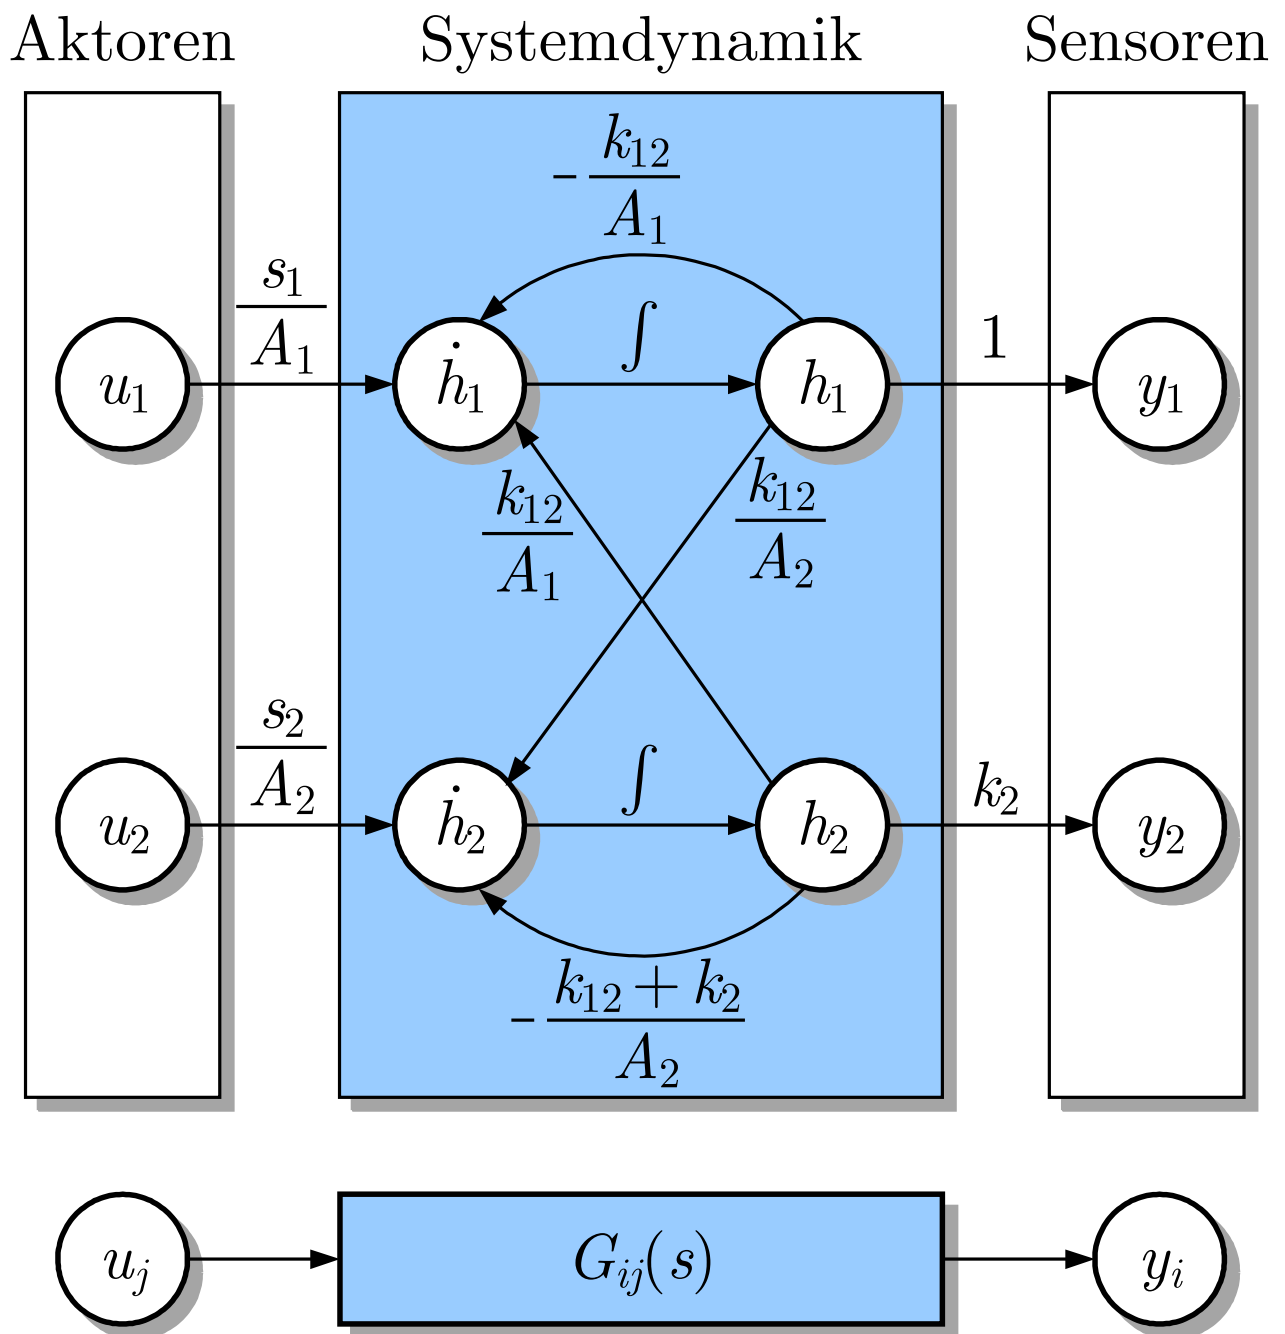 Aktoren Systemdynamik Sensoren
-k₁₂/A₁
s₁/A₁ ∫ 1
u₁ ḣ₁ h₁ y₁
k₁₂/A₁ k₁₂/A₂
s₂/A₂ ∫ k₂
u₂ ḣ₂ h₂ y₂
-(k₁₂ + k₂)/A₂
uⱼ Gᵢⱼ(s) yᵢ